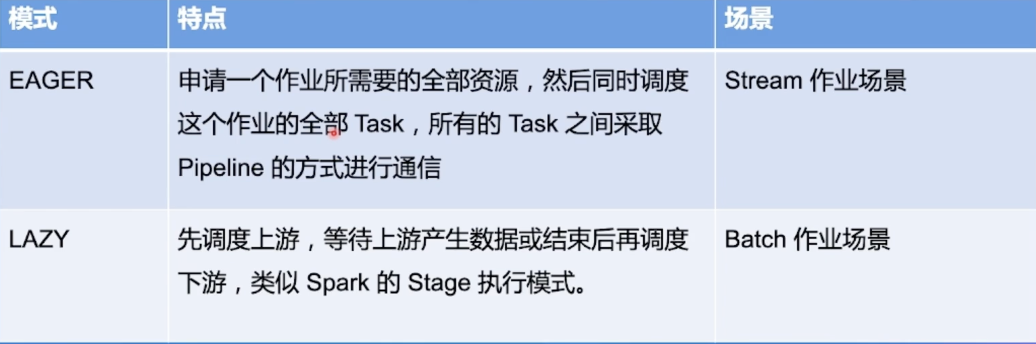 模式 特点 场景
EAGER 申请一个作业所需要的全部资源，然后同时调度 Stream 作业场景
这个作业的全部 Task，所有的 Task 之间采取
Pipeline 的方式进行通信
LAZY 先调度上游，等待上游产生数据或结束后再调度 Batch 作业场景
下游，类似 Spark 的 Stage 执行模式。